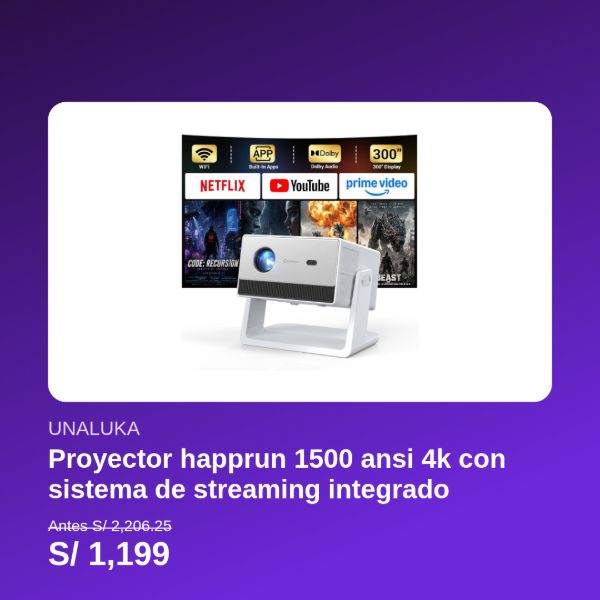 WiFi
APP
Built-in Apps
Dolby
Dolby Audio
300"
300" Display
NETFLIX
YouTube
prime video
CODE: RECURSION
BEAST
UNALUKA
Proyector happrun 1500 ansi 4k con
sistema de streaming integrado
Antes S/ 2,206.25
S/ 1,199